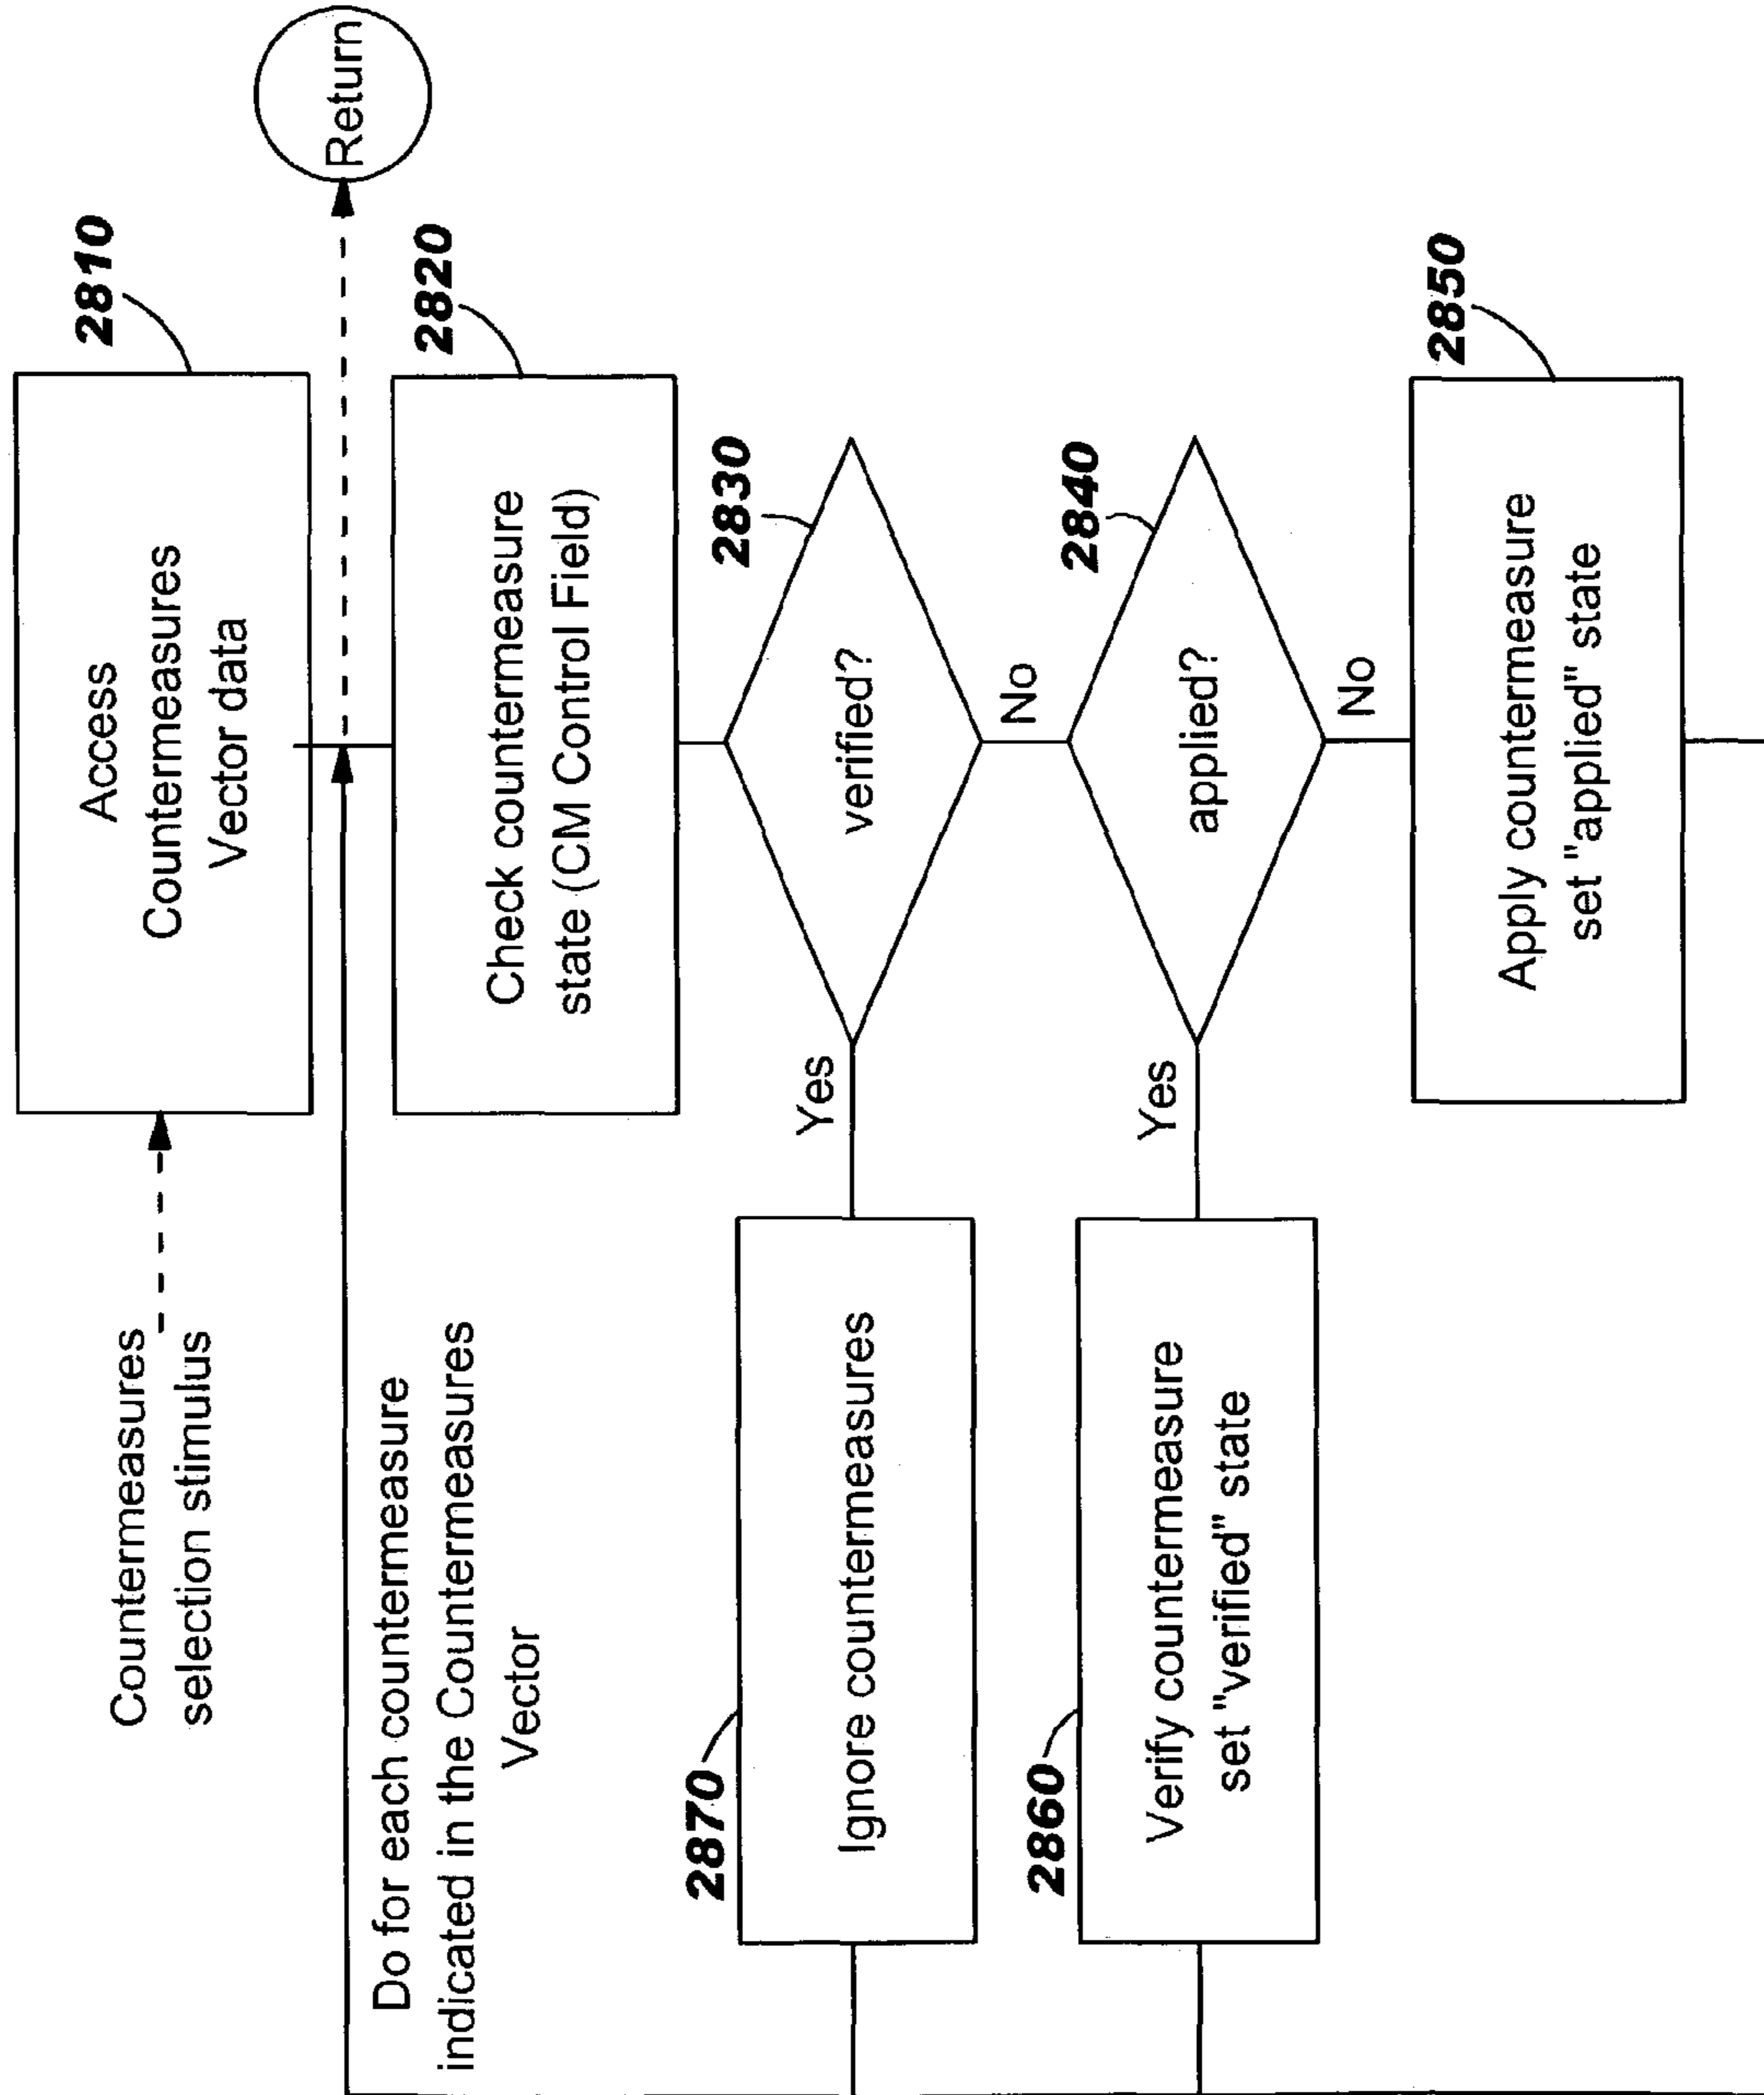 Countermeasures
selection stimulus
Access
Countermeasures
Vector data
2810
Return
Do for each countermeasure
indicated in the Countermeasures
Vector
Check countermeasure
state (CM Control Field)
2820
verified?
2830
Yes
No
2870
Ignore countermeasures
applied?
2840
Yes
No
2860
Verify countermeasure
set "verified" state
Apply countermeasure
set "applied" state
2850